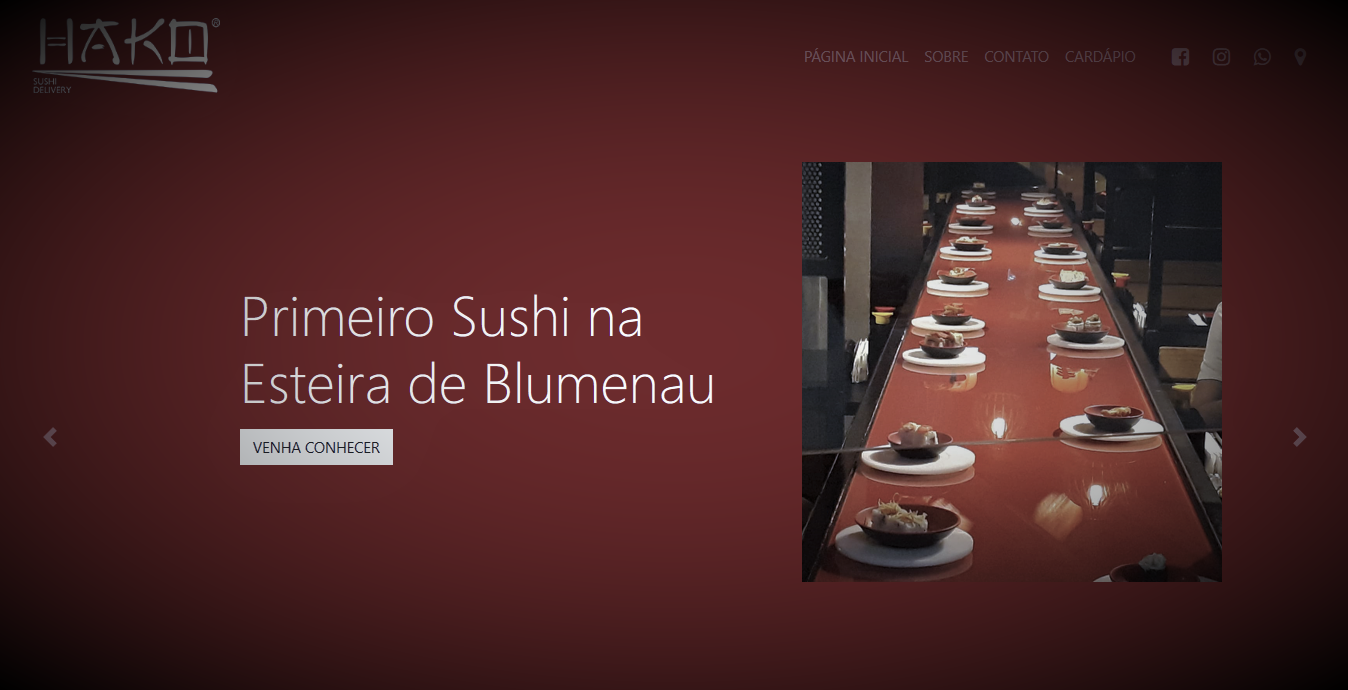 HAKO®
SUSHI
DELIVERY
PÁGINA INICIAL SOBRE CONTATO CARDÁPIO
Primeiro Sushi na
Esteira de Blumenau
VENHA CONHECER